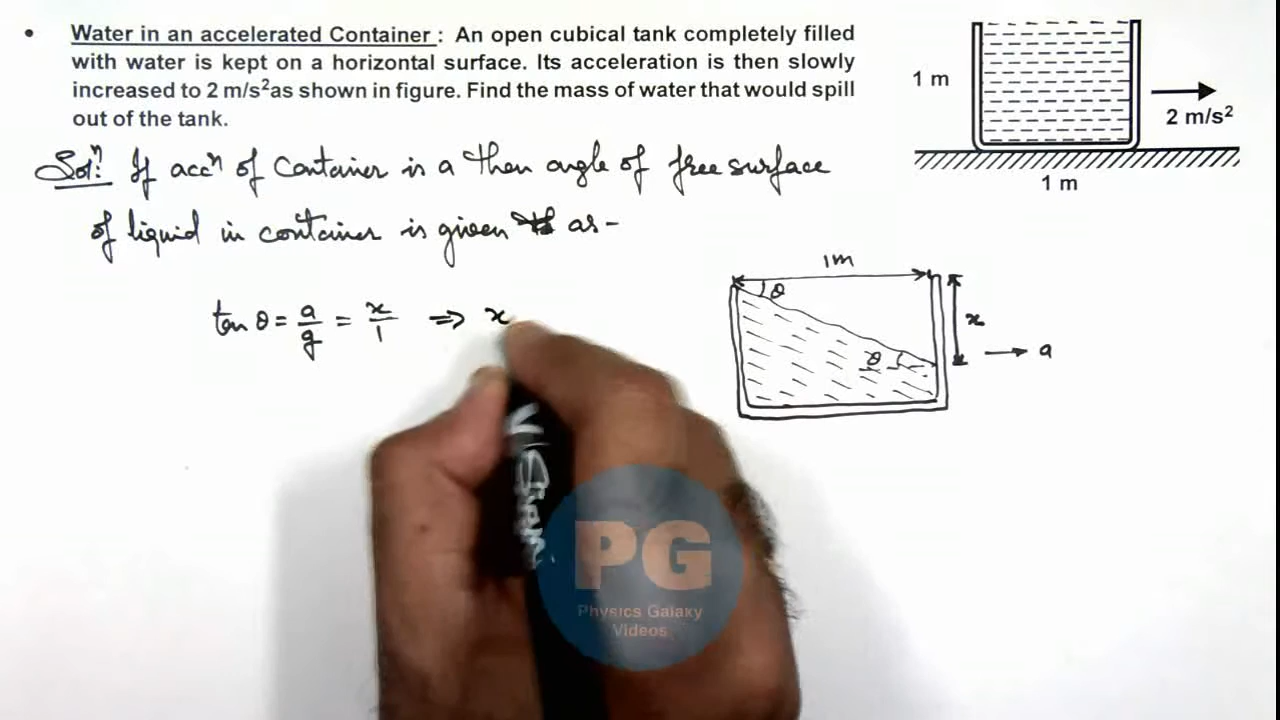 • Water in an accelerated Container : An open cubical tank completely filled
with water is kept on a horizontal surface. Its acceleration is then slowly
increased to 2 m/s²as shown in figure. Find the mass of water that would spill
out of the tank.
1 m
2 m/s²
1 m
Solⁿ: If accⁿ of Container is a then angle of free surface
of liquid in container is given as-
1m
θ
θ
x
a
tan θ = a/g = x/1 ⇒ x
VISION
PG
Physics Galaxy
Videos